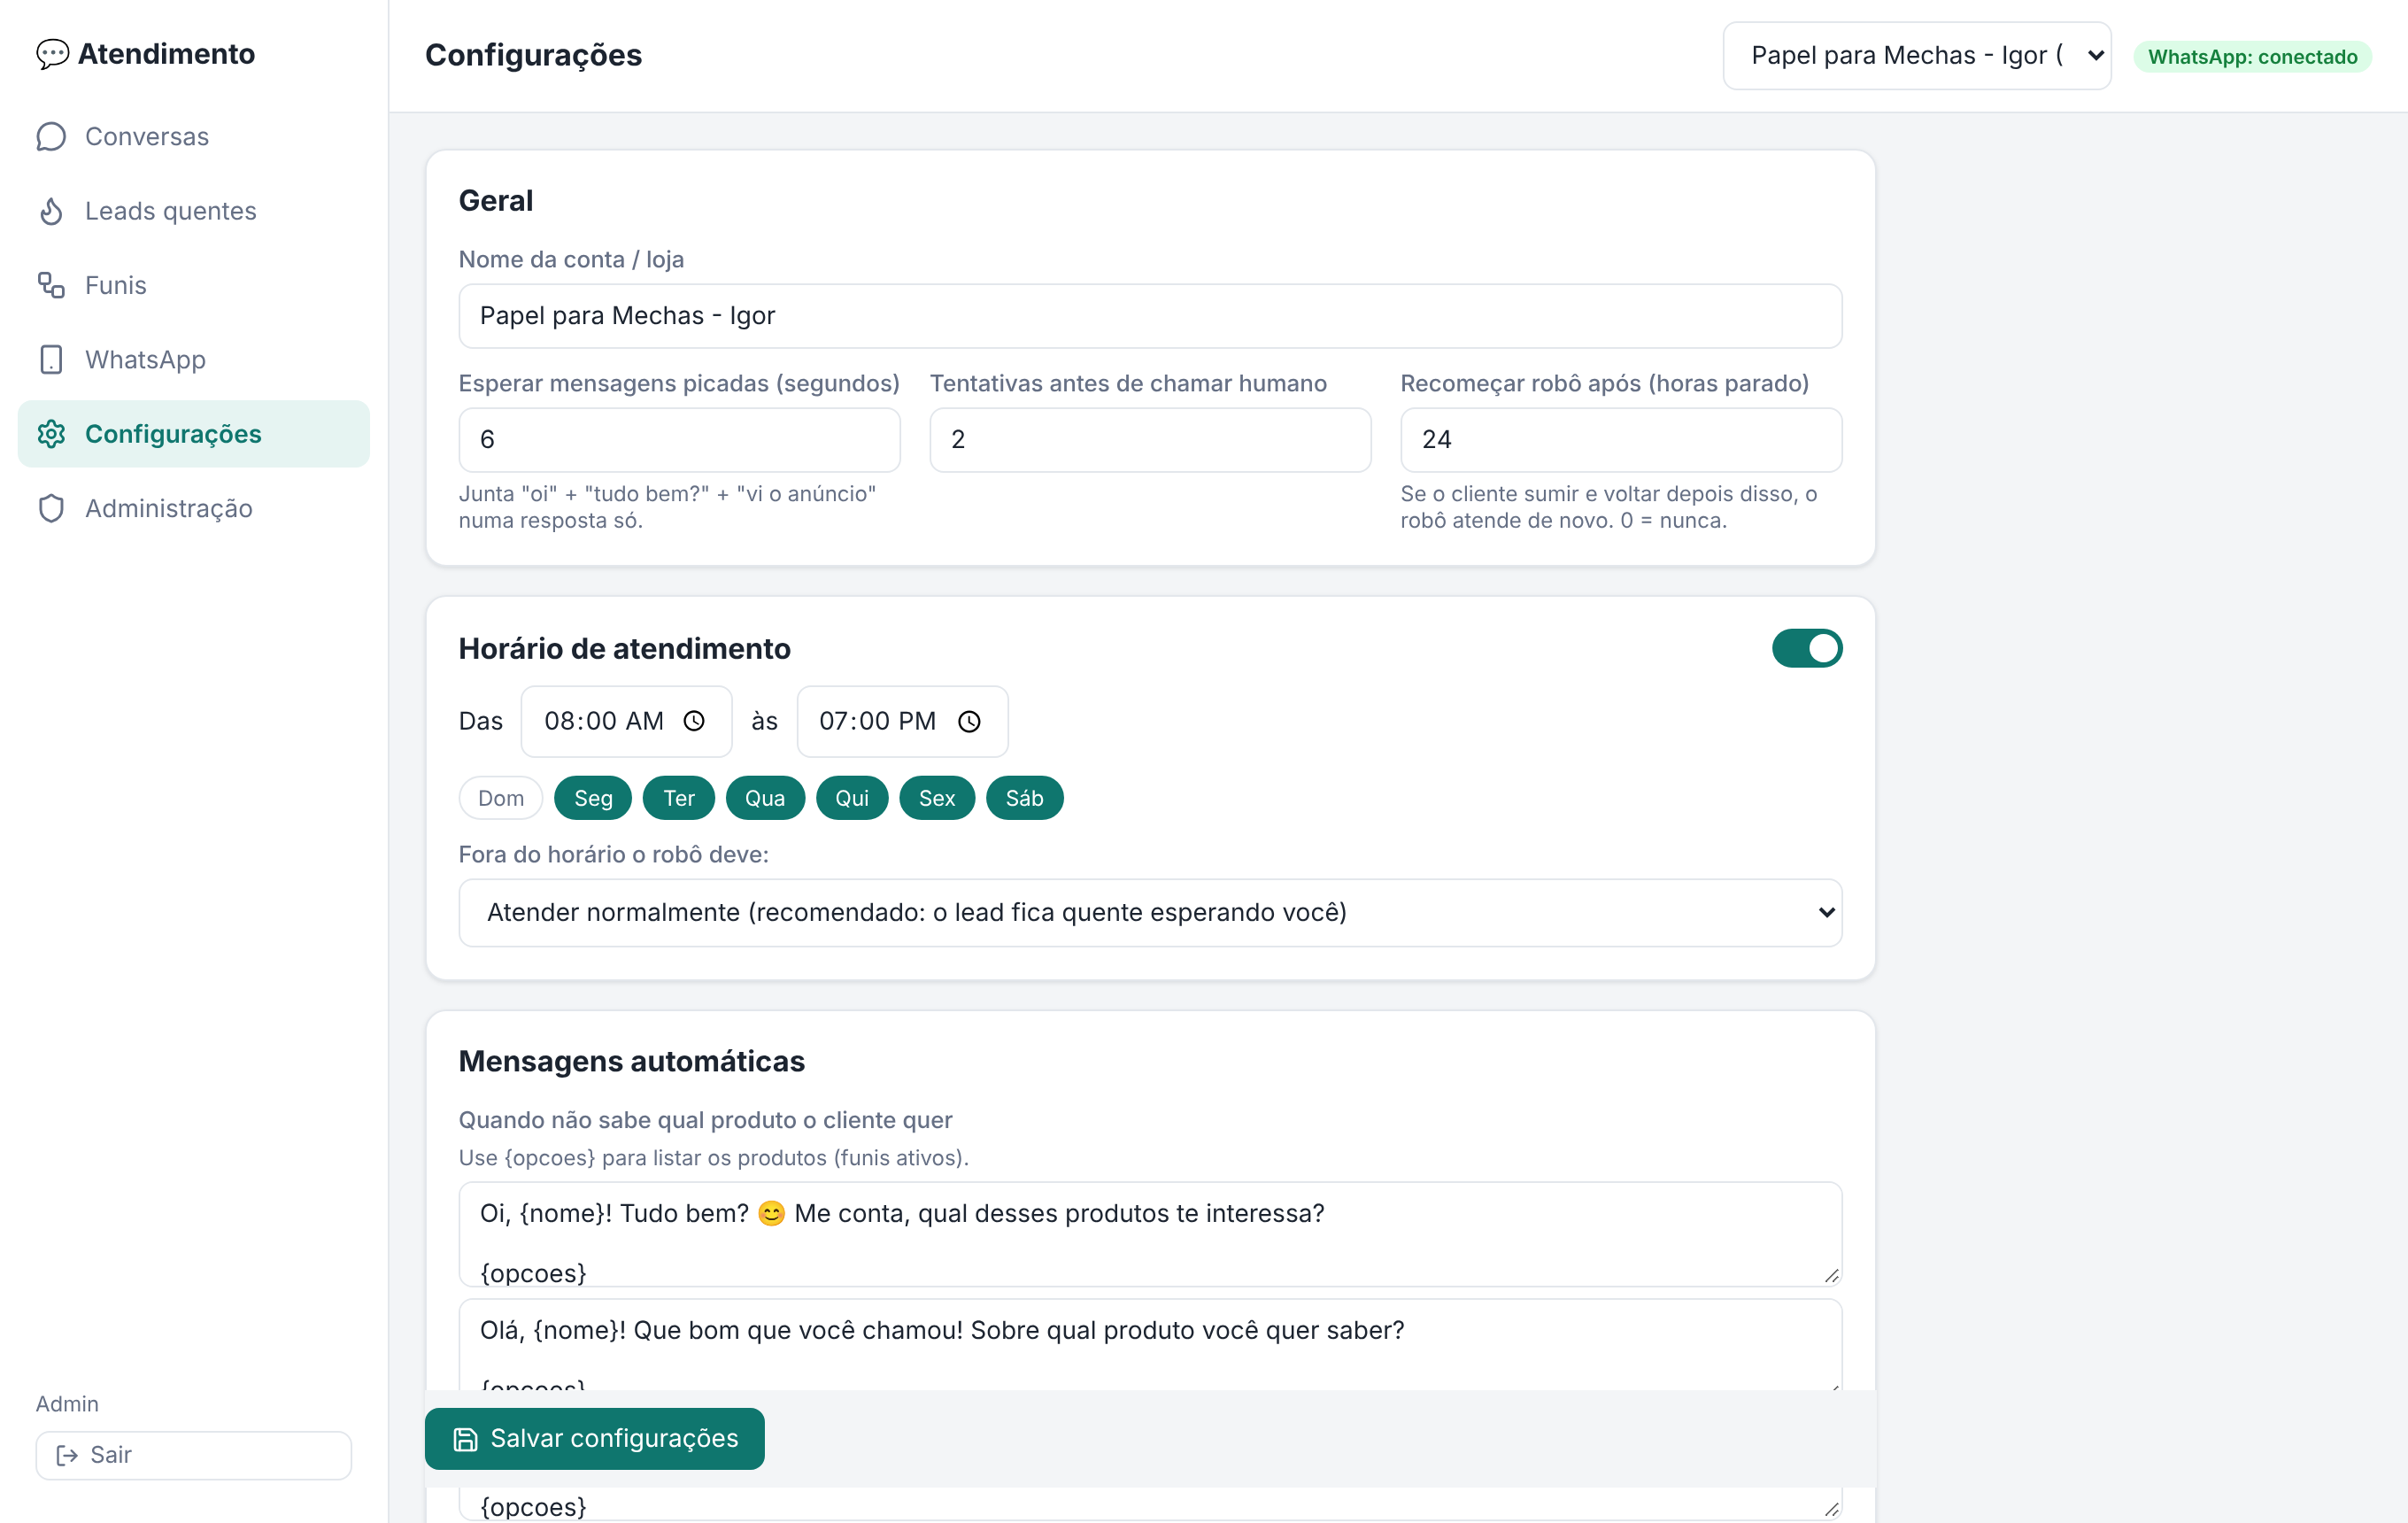 💬 Atendimento
Conversas
Leads quentes
Funis
WhatsApp
Configurações
Administração
Admin
Sair
Configurações
Papel para Mechas - Igor (
WhatsApp: conectado
Geral
Nome da conta / loja
Papel para Mechas - Igor
Esperar mensagens picadas (segundos)
6
Junta "oi" + "tudo bem?" + "vi o anúncio"
numa resposta só.
Tentativas antes de chamar humano
2
Recomeçar robô após (horas parado)
24
Se o cliente sumir e voltar depois disso, o
robô atende de novo. 0 = nunca.
Horário de atendimento
Das 08:00 AM às 07:00 PM
Dom Seg Ter Qua Qui Sex Sáb
Fora do horário o robô deve:
Atender normalmente (recomendado: o lead fica quente esperando você)
Mensagens automáticas
Quando não sabe qual produto o cliente quer
Use {opcoes} para listar os produtos (funis ativos).
Oi, {nome}! Tudo bem? 😊 Me conta, qual desses produtos te interessa?
{opcoes}
Olá, {nome}! Que bom que você chamou! Sobre qual produto você quer saber?
{opcoes}
Salvar configurações
{opcoes}